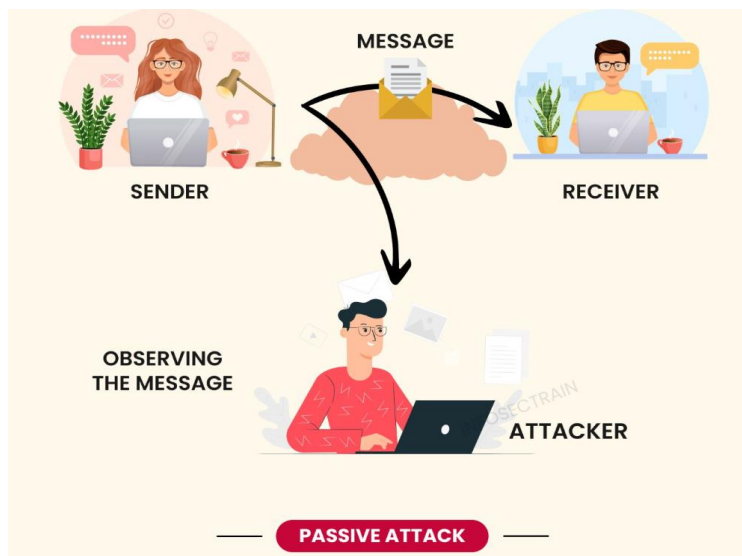 MESSAGE
SENDER
RECEIVER
OBSERVING
THE MESSAGE
ATTACKER
PASSIVE ATTACK